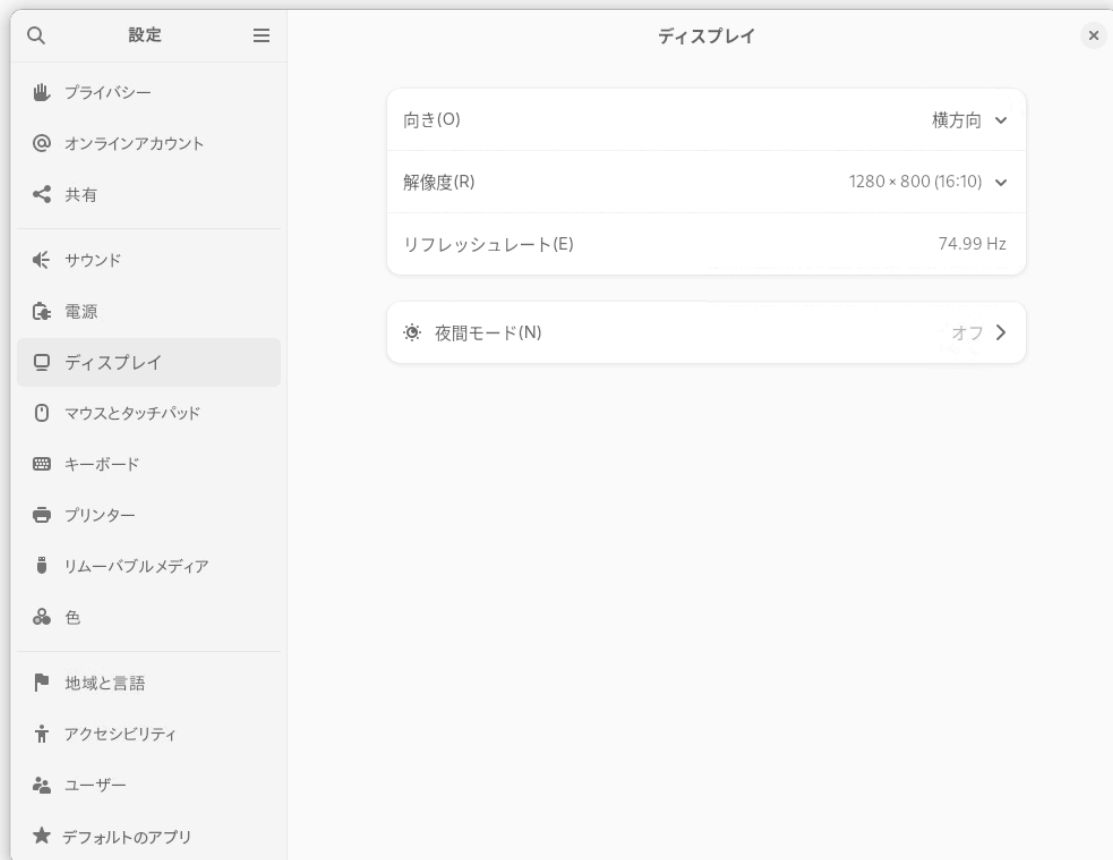 設定
プライバシー
オンラインアカウント
共有
サウンド
電源
ディスプレイ
マウスとタッチパッド
キーボード
プリンター
リムーバブルメディア
色
地域と言語
アクセシビリティ
ユーザー
デフォルトのアプリ
ディスプレイ
向き(O) 横方向
解像度(R) 1280 × 800 (16:10)
リフレッシュレート(E) 74.99 Hz
夜間モード(N) オフ